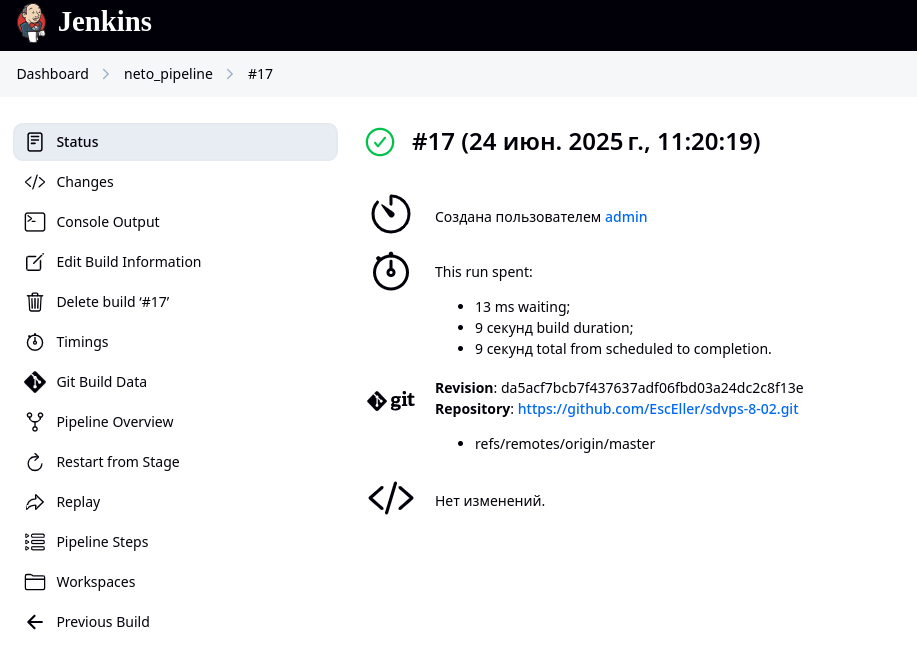 Jenkins
Dashboard
neto_pipeline
#17
Status
Changes
Console Output
Edit Build Information
Delete build ‘#17’
Timings
Git Build Data
Pipeline Overview
Restart from Stage
Replay
Pipeline Steps
Workspaces
Previous Build
#17 (24 июн. 2025 г., 11:20:19)
Создана пользователем admin
This run spent:
13 ms waiting;
9 секунд build duration;
9 секунд total from scheduled to completion.
git
Revision: da5acf7bcb7f437637adf06fbd03a24dc2c8f13e
Repository: https://github.com/EscEller/sdvps-8-02.git
refs/remotes/origin/master
Нет изменений.